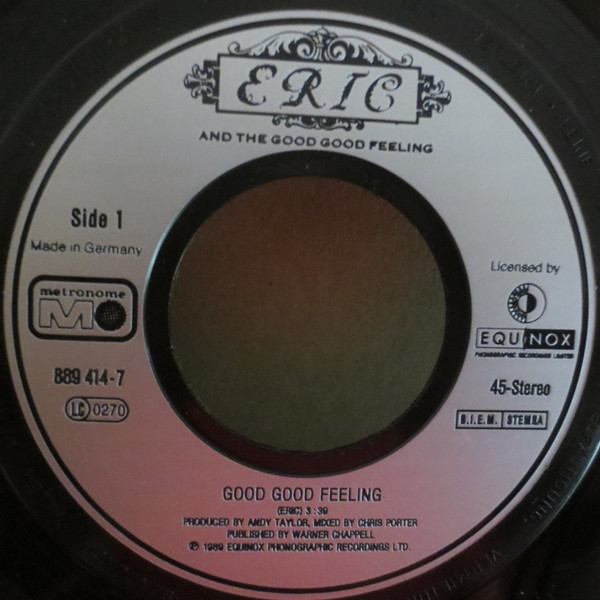 ERIC
AND THE GOOD GOOD FEELING
Side 1
Made in Germany
metronome
M
889 414-7
LC 0270
Licensed by
EQUINOX
PHONOGRAPHIC RECORDINGS LIMITED
45-Stereo
B.I.E.M. STEMRA
GOOD GOOD FEELING
(ERIC) 3:39
PRODUCED BY ANDY TAYLOR, MIXED BY CHRIS PORTER
PUBLISHED BY WARNER CHAPPELL
℗ 1989 EQUINOX PHONOGRAPHIC RECORDINGS LTD.